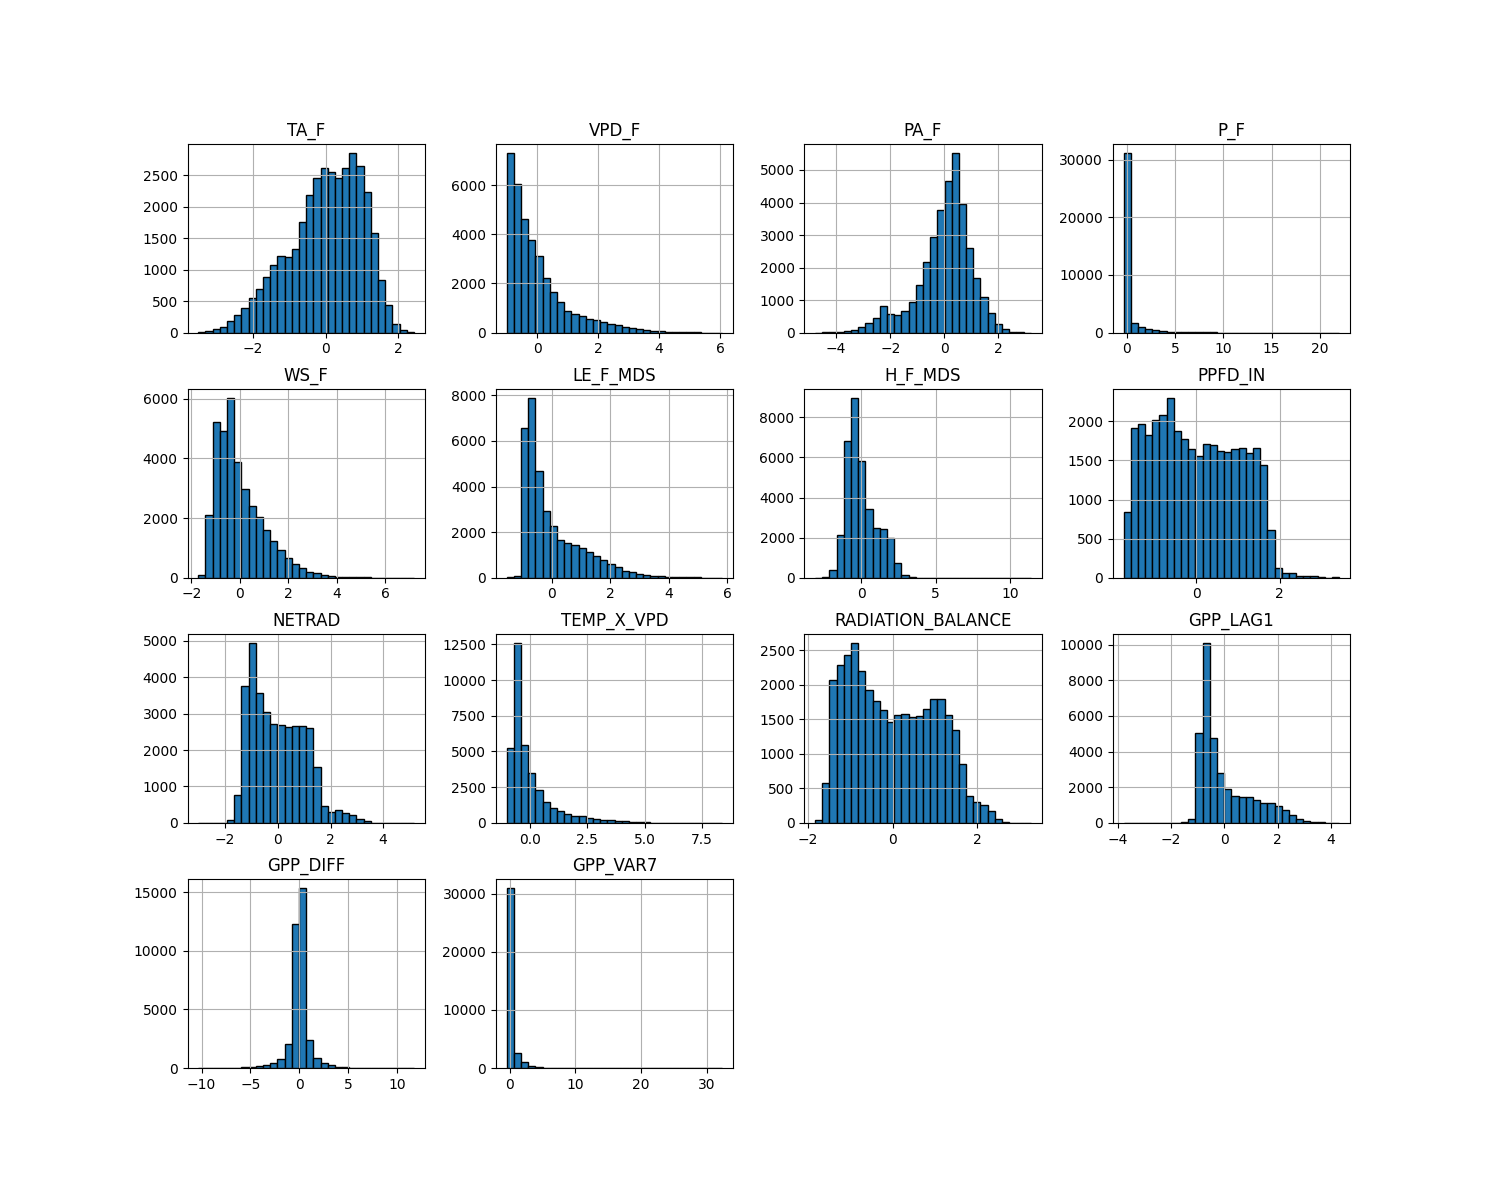 TA_F VPD_F PA_F P_F
2500 2000 1500 1000 500 0
−2 0 2
6000 4000 2000 0
0 2 4 6
5000 4000 3000 2000 1000 0
−4 −2 0 2
30000 20000 10000 0
0 5 10 15 20
WS_F LE_F_MDS H_F_MDS PPFD_IN
6000 4000 2000 0
−2 0 2 4 6
8000 6000 4000 2000 0
0 2 4 6
8000 6000 4000 2000 0
0 5 10
2000 1500 1000 500 0
0 2
NETRAD TEMP_X_VPD RADIATION_BALANCE GPP_LAG1
5000 4000 3000 2000 1000 0
−2 0 2 4
12500 10000 7500 5000 2500 0
0.0 2.5 5.0 7.5
2500 2000 1500 1000 500 0
−2 0 2
10000 8000 6000 4000 2000 0
−4 −2 0 2 4
GPP_DIFF GPP_VAR7
15000 10000 5000 0
−10 −5 0 5 10
30000 20000 10000 0
0 10 20 30